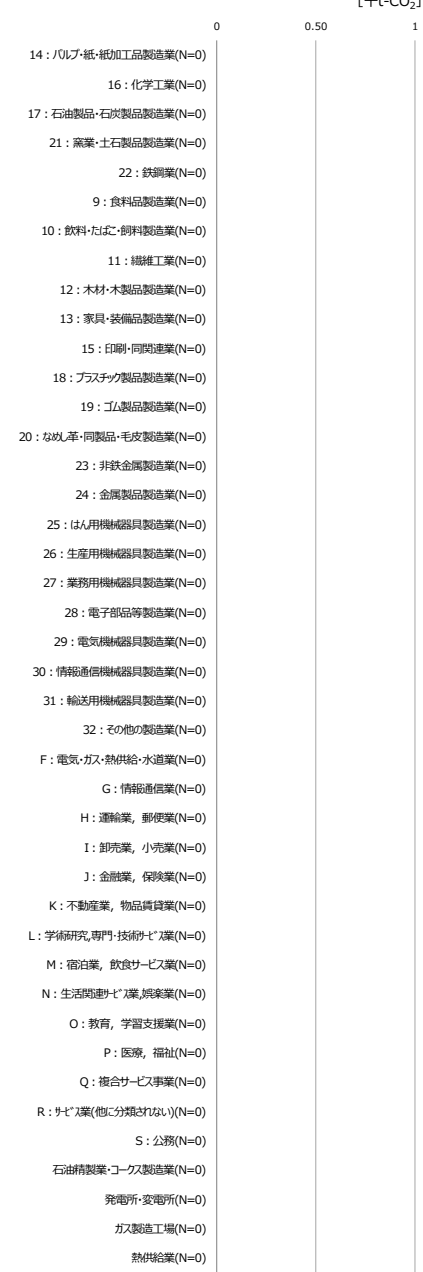 [千t-CO₂]
0 0.50 1
14：パルプ・紙・紙加工品製造業(N=0)
16：化学工業(N=0)
17：石油製品・石炭製品製造業(N=0)
21：窯業・土石製品製造業(N=0)
22：鉄鋼業(N=0)
9：食料品製造業(N=0)
10：飲料・たばこ・飼料製造業(N=0)
11：繊維工業(N=0)
12：木材・木製品製造業(N=0)
13：家具・装備品製造業(N=0)
15：印刷・同関連業(N=0)
18：プラスチック製品製造業(N=0)
19：ゴム製品製造業(N=0)
20：なめし革・同製品・毛皮製造業(N=0)
23：非鉄金属製造業(N=0)
24：金属製品製造業(N=0)
25：はん用機械器具製造業(N=0)
26：生産用機械器具製造業(N=0)
27：業務用機械器具製造業(N=0)
28：電子部品等製造業(N=0)
29：電気機械器具製造業(N=0)
30：情報通信機械器具製造業(N=0)
31：輸送用機械器具製造業(N=0)
32：その他の製造業(N=0)
F：電気・ガス・熱供給・水道業(N=0)
G：情報通信業(N=0)
H：運輸業，郵便業(N=0)
I：卸売業，小売業(N=0)
J：金融業，保険業(N=0)
K：不動産業，物品賃貸業(N=0)
L：学術研究,専門・技術ｻｰﾋﾞｽ業(N=0)
M：宿泊業，飲食サービス業(N=0)
N：生活関連ｻｰﾋﾞｽ業,娯楽業(N=0)
O：教育，学習支援業(N=0)
P：医療，福祉(N=0)
Q：複合サービス事業(N=0)
R：ｻｰﾋﾞｽ業(他に分類されない)(N=0)
S：公務(N=0)
石油精製業・コークス製造業(N=0)
発電所・変電所(N=0)
ガス製造工場(N=0)
熱供給業(N=0)